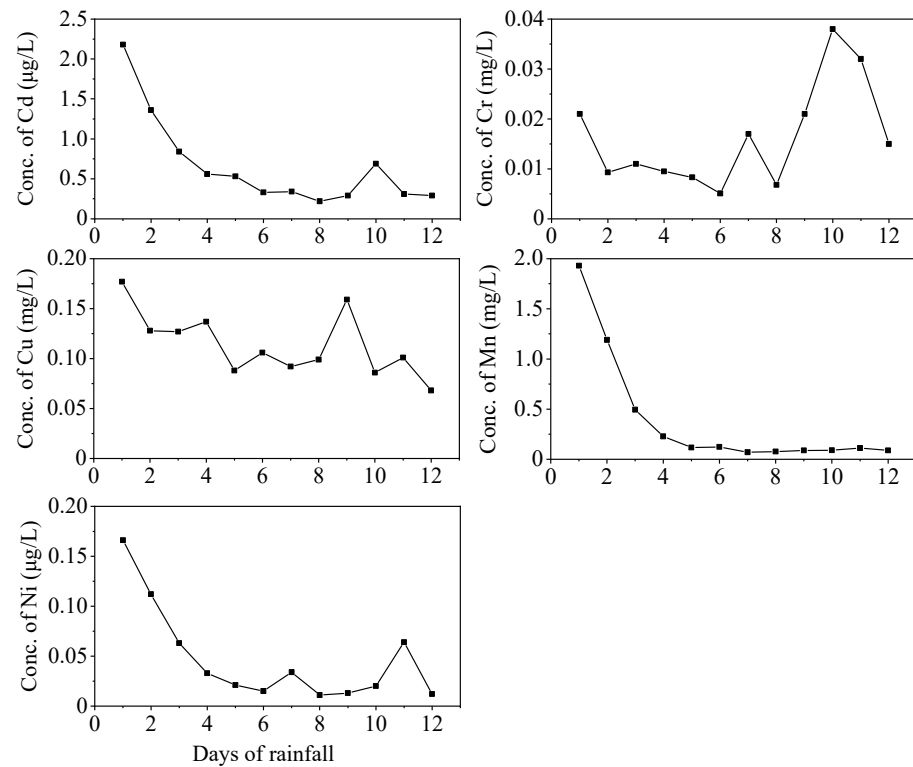 Conc. of Cd (μg/L)
2.5
2.0
1.5
1.0
0.5
0
0 2 4 6 8 10 12
Conc. of Cr (mg/L)
0.04
0.03
0.02
0.01
0.00
0 2 4 6 8 10 12
Conc. of Cu (mg/L)
0.20
0.15
0.10
0.05
0.00
0 2 4 6 8 10 12
Conc. of Mn (mg/L)
2.0
1.5
1.0
0.5
0
0 2 4 6 8 10 12
Conc. of Ni (μg/L)
0.20
0.15
0.10
0.05
0
0 2 4 6 8 10 12
Days of rainfall